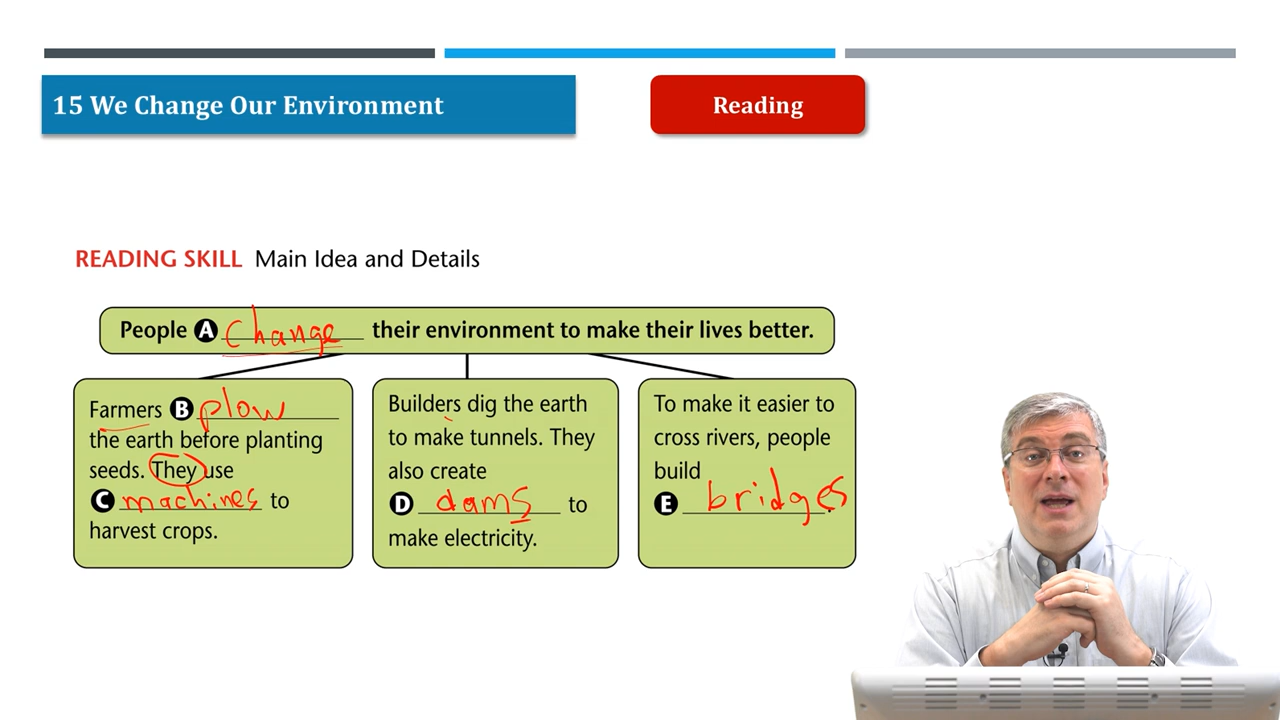 15 We Change Our Environment
Reading
READING SKILL Main Idea and Details
People A change their environment to make their lives better.
Farmers B plow
the earth before planting
seeds. They use
C machines to
harvest crops.
Builders dig the earth
to make tunnels. They
also create
D dams to
make electricity.
To make it easier to
cross rivers, people
build
E bridges.